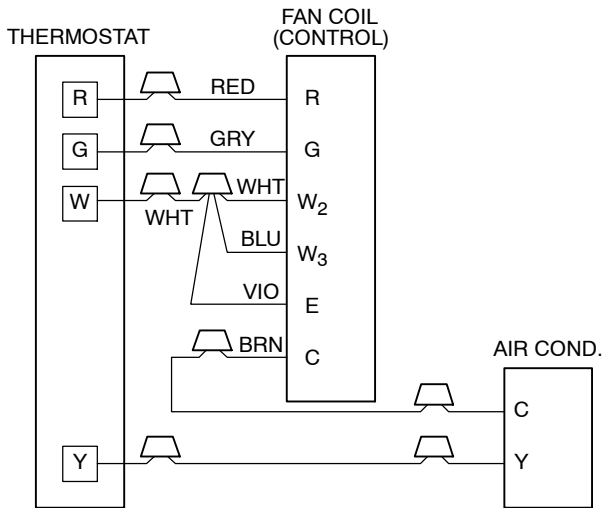 FAN COIL
(CONTROL)
THERMOSTAT
R
RED
R
G
GRY
G
W
WHT
WHT
W2
BLU
W3
VIO
E
BRN
C
AIR COND.
C
Y
Y